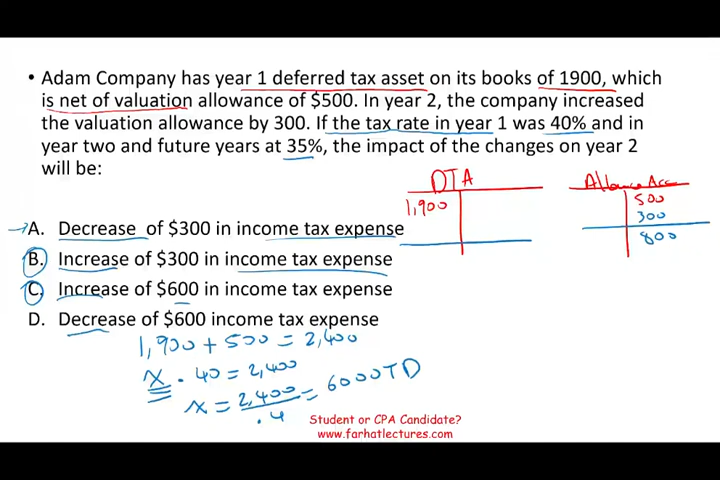 • Adam Company has year 1 deferred tax asset on its books of 1900, which
is net of valuation allowance of $500. In year 2, the company increased
the valuation allowance by 300. If the tax rate in year 1 was 40% and in
year two and future years at 35%, the impact of the changes on year 2
will be:
DTA
1,900
Allowance Acc
500
300
800
A. Decrease of $300 in income tax expense
B. Increase of $300 in income tax expense
C. Increase of $600 in income tax expense
D. Decrease of $600 income tax expense
1,900 + 500 = 2,400
x . 40 = 2,400
x = 2,400 / .4 = 6000 TD
Student or CPA Candidate?
www.farhatlectures.com